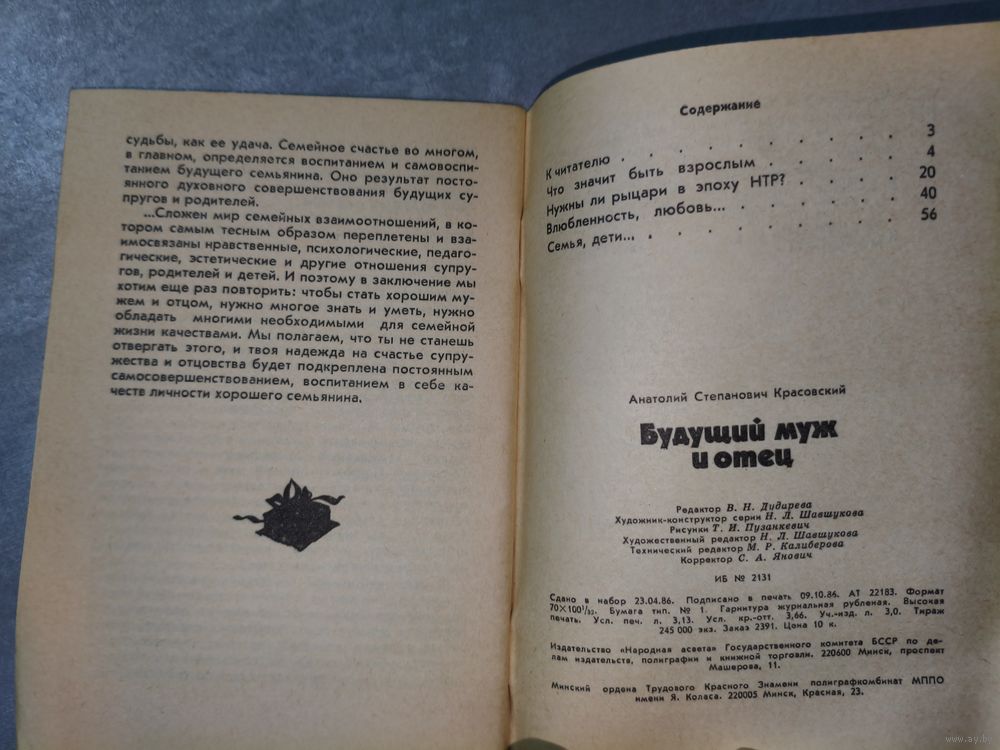 судьбы, как ее удача. Семейное счастье во многом,
в главном, определяется воспитанием и самовоспи-
танием будущего семьянина. Оно результат посто-
янного духовного совершенствования будущих су-
пругов и родителей.
...Сложен мир семейных взаимоотношений, в ко-
тором самым тесным образом переплетены и вза-
имосвязаны нравственные, психологические, педаго-
гические, эстетические и другие отношения супру-
гов, родителей и детей. И поэтому в заключение мы
хотим еще раз повторить: чтобы стать хорошим му-
жем и отцом, нужно многое знать и уметь, нужно
обладать многими необходимыми для семейной
жизни качествами. Мы полагаем, что ты не станешь
отвергать этого, и твоя надежда на счастье супру-
жества и отцовства будет подкреплена постоянным
самосовершенствованием, воспитанием в себе ка-
честв личности хорошего семьянина.
Содержание
К читателю . . . . . . . . . 3
Что значит быть взрослым . . . . . 4
Нужны ли рыцари в эпоху НТР? . . . . 20
Влюбленность, любовь... . . . . . . 40
Семья, дети... . . . . . . . . 56
Анатолий Степанович Красовский
Будущий муж
и отец
Редактор В. Н. Дидарева
Художник-конструктор серии Н. Л. Шавшукова
Рисунки Т. И. Пузанкевич
Художественный редактор Н. Л. Шавшукова
Технический редактор М. Р. Калиберова
Корректор С. А. Янович
ИБ № 2131
Сдано в набор 23.04.86. Подписано в печать 09.10.86. АТ 22183. Формат
70×100¹/₃₂. Бумага тип. № 1. Гарнитура журнальная рубленая. Высокая
печать. Усл. печ. л. 3,13. Усл. кр.-отт. 3,66. Уч.-изд. л. 3,0. Тираж
245 000 экз. Заказ 2391. Цена 10 к.
Издательство «Народная асвета» Государственного комитета БССР по де-
лам издательств, полиграфии и книжной торговли. 220600 Минск, проспект
Машерова, 11.
Минский ордена Трудового Красного Знамени полиграфкомбинат МППО
имени Я. Коласа. 220005 Минск, Красная, 23.
www.ay.by